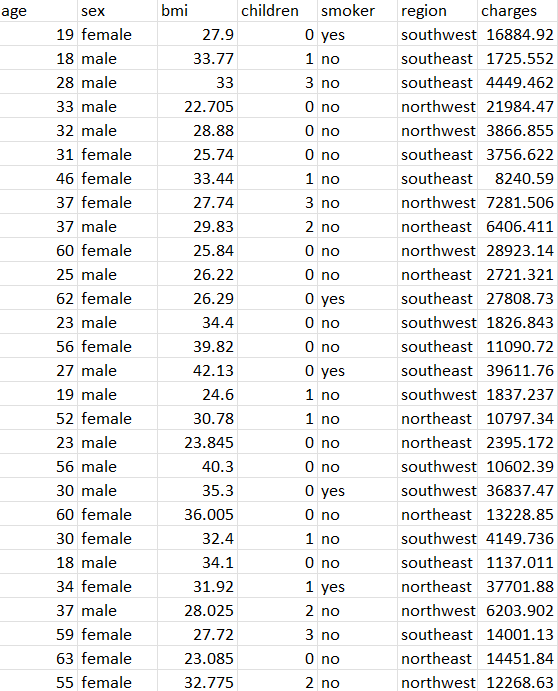 age sex bmi children smoker region charges
19 female 27.9 0 yes southwest 16884.92
18 male 33.77 1 no southeast 1725.552
28 male 33 3 no southeast 4449.462
33 male 22.705 0 no northwest 21984.47
32 male 28.88 0 no northwest 3866.855
31 female 25.74 0 no southeast 3756.622
46 female 33.44 1 no southeast 8240.59
37 female 27.74 3 no northwest 7281.506
37 male 29.83 2 no northeast 6406.411
60 female 25.84 0 no northwest 28923.14
25 male 26.22 0 no northeast 2721.321
62 female 26.29 0 yes southeast 27808.73
23 male 34.4 0 no southwest 1826.843
56 female 39.82 0 no southeast 11090.72
27 male 42.13 0 yes southeast 39611.76
19 male 24.6 1 no southwest 1837.237
52 female 30.78 1 no northeast 10797.34
23 male 23.845 0 no northeast 2395.172
56 male 40.3 0 no southwest 10602.39
30 male 35.3 0 yes southwest 36837.47
60 female 36.005 0 no northeast 13228.85
30 female 32.4 1 no southwest 4149.736
18 male 34.1 0 no southeast 1137.011
34 female 31.92 1 yes northeast 37701.88
37 male 28.025 2 no northwest 6203.902
59 female 27.72 3 no southeast 14001.13
63 female 23.085 0 no northeast 14451.84
55 female 32.775 2 no northwest 12268.63